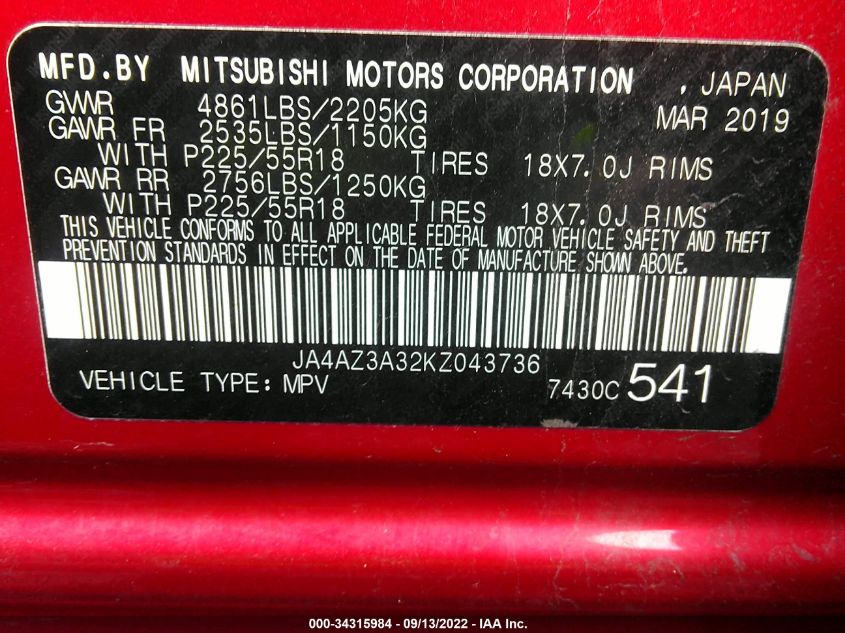 MFD.BY MITSUBISHI MOTORS CORPORATION . JAPAN
GVWR 4861LBS/2205KG MAR 2019
GAWR FR 2535LBS/1150KG
WITH P225/55R18 TIRES 18X7.0J RIMS
GAWR RR 2756LBS/1250KG
WITH P225/55R18 TIRES 18X7.0J RIMS
THIS VEHICLE CONFORMS TO ALL APPLICABLE FEDERAL MOTOR VEHICLE SAFETY AND THEFT
PREVENTION STANDARDS IN EFFECT ON THE DATE OF MANUFACTURE SHOWN ABOVE.
JA4AZ3A32KZ043736
VEHICLE TYPE: MPV 7430C 541
000-34315984 - 09/13/2022 - IAA Inc.